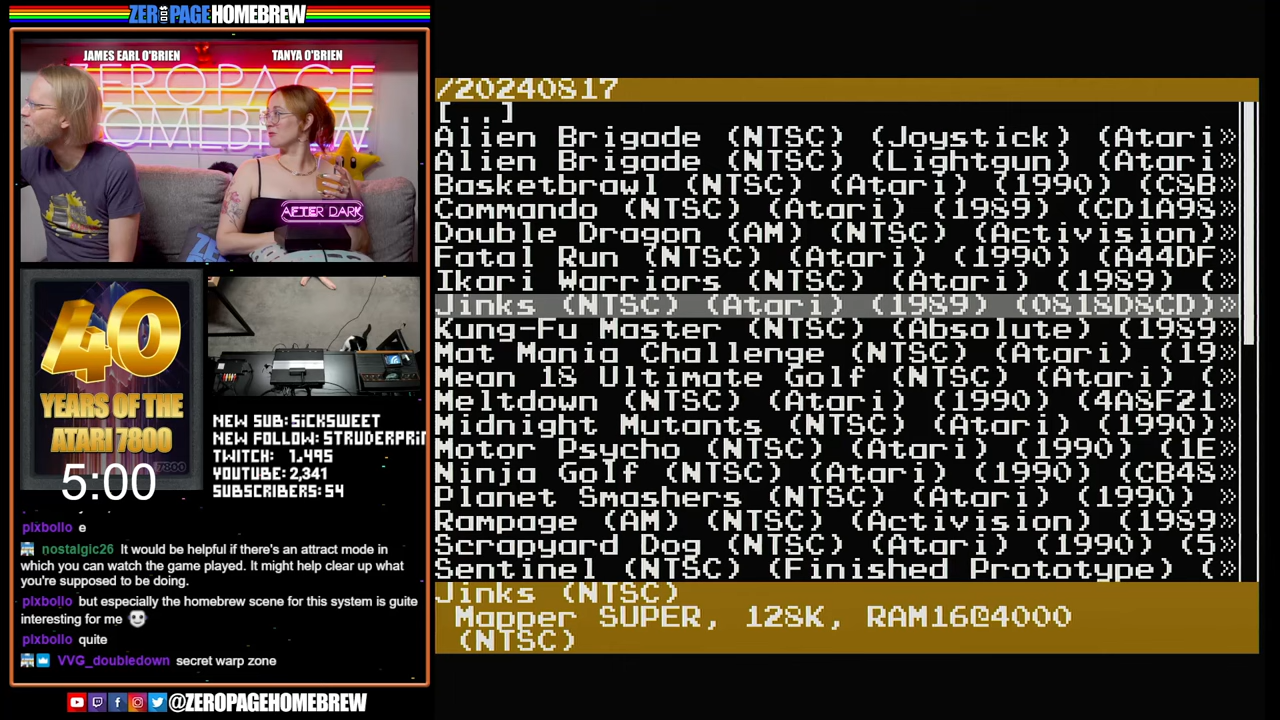 ZEROPAGE HOMEBREW
JAMES EARL O'BRIEN
TANYA O'BRIEN
ZEROPAGE
HOMEBREW
AFTER DARK
40
YEARS OF THE
ATARI 7800
5:00
NEW SUB: SICKSWEET
NEW FOLLOW: STRUDERPRIN
TWITCH: 1,495
YOUTUBE: 2,341
SUBSCRIBERS: 54
pixbollo e
nostalgic26 It would be helpful if there's an attract mode in
which you can watch the game played. It might help clear up what
you're supposed to be doing.
pixbollo but especially the homebrew scene for this system is guite
interesting for me
pixbollo quite
VVG_doubledown secret warp zone
@ZEROPAGEHOMEBREW
/20240817
[..]
Alien Brigade (NTSC) (Joystick) (Atari»
Alien Brigade (NTSC) (Lightgun) (Atari»
Basketbrawl (NTSC) (Atari) (1990) (C8B»
Commando (NTSC) (Atari) (1989) (CD1A98»
Double Dragon (AM) (NTSC) (Activision)»
Fatal Run (NTSC) (Atari) (1990) (A44DF»
Ikari Warriors (NTSC) (Atari) (1989) (»
Jinks (NTSC) (Atari) (1989) (0818D8CD)»
Kung-Fu Master (NTSC) (Absolute) (1989»
Mat Mania Challenge (NTSC) (Atari) (19»
Mean 18 Ultimate Golf (NTSC) (Atari) (»
Meltdown (NTSC) (Atari) (1990) (4A8F21»
Midnight Mutants (NTSC) (Atari) (1990)»
Motor Psycho (NTSC) (Atari) (1990) (1E»
Ninja Golf (NTSC) (Atari) (1990) (CB48»
Planet Smashers (NTSC) (Atari) (1990) »
Rampage (AM) (NTSC) (Activision) (1989»
Scrapyard Dog (NTSC) (Atari) (1990) (5»
Sentinel (NTSC) (Finished Prototype) (»
Jinks (NTSC)
Mapper SUPER, 128K, RAM16@4000
(NTSC)